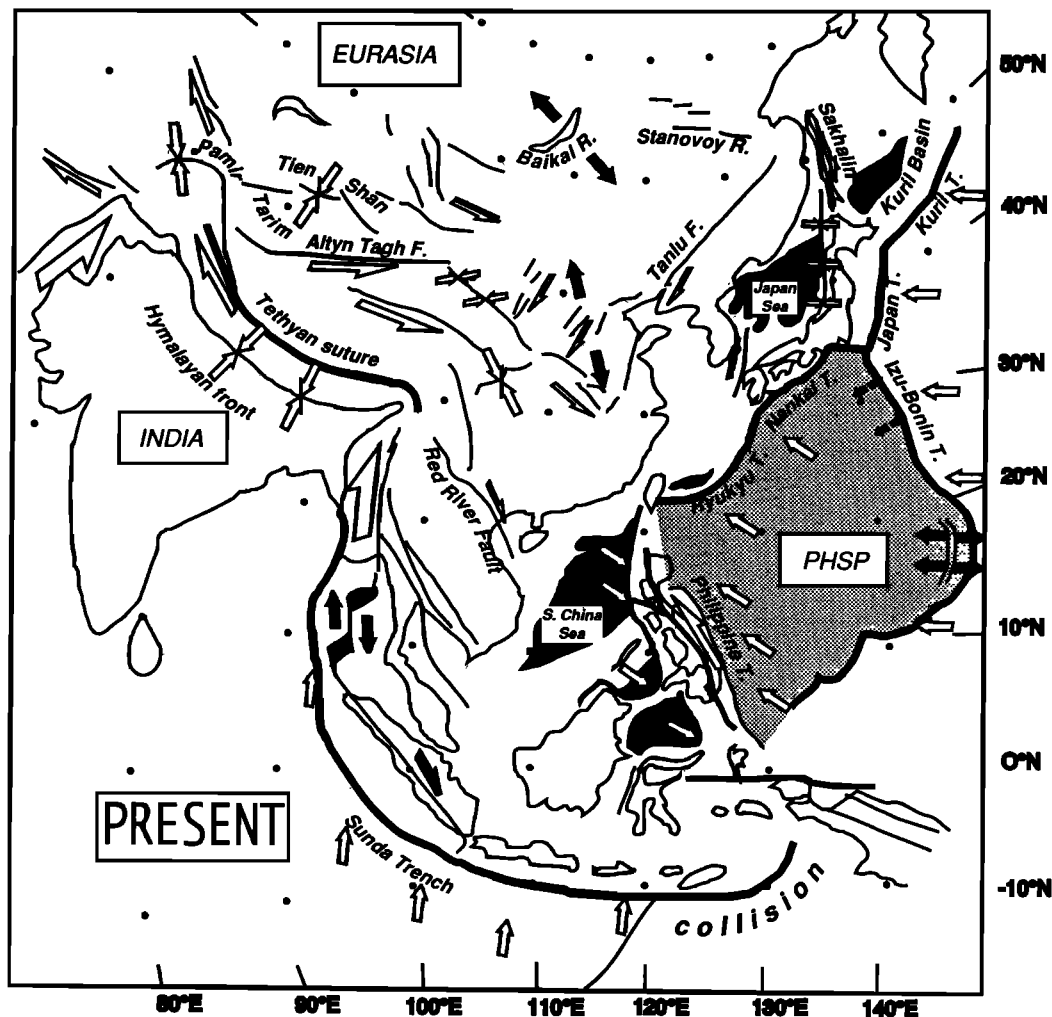 EURASIA
50°N
Baikal R.
Stanovoy R.
Sakhalin
Kuril Basin
Kuril T.
Pamir
Tien Shan
Tarim
40°N
Altyn Tagh F.
Tanlu F.
Japan
Sea
Japan T.
Tethyan suture
Hymalayan front
30°N
Nankai T.
Izu-Bonin T.
INDIA
Red River Fault
Ryukyu T.
20°N
PHSP
S. China
Sea
Philippine T.
10°N
O°N
PRESENT
Sunda Trench
collision
-10°N
80°E 90°E 100°E 110°E 120°E 130°E 140°E